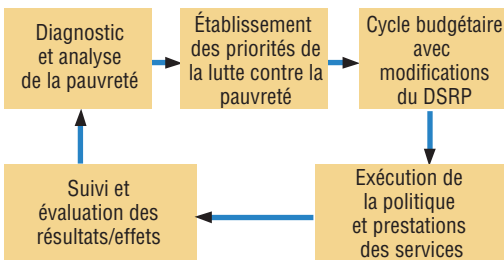 Diagnostic
et analyse
de la pauvreté
Établissement
des priorités de
la lutte contre la
pauvreté
Cycle budgétaire
avec
modifications
du DSRP
Exécution de
la politique
et prestations
des services
Suivi et
évaluation des
résultats/effets